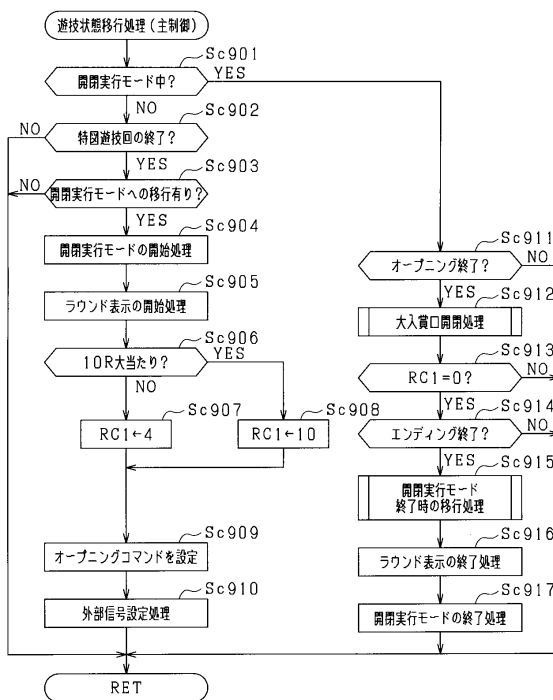 遊技状態移行処理(主制御)
Sc901
開閉実行モード中?
YES
NO
Sc902
特図遊技回の終了?
NO
YES
Sc903
開閉実行モードへの移行有り?
NO
YES
Sc904
開閉実行モードの開始処理
Sc905
ラウンド表示の開始処理
Sc906
10R大当たり?
YES
NO
Sc907
RC1←4
Sc908
RC1←10
Sc909
オープニングコマンドを設定
Sc910
外部信号設定処理
RET
Sc911
オープニング終了?
NO
YES
Sc912
大入賞口開閉処理
Sc913
RC1=0?
NO
YES
Sc914
エンディング終了?
NO
YES
Sc915
開閉実行モード
終了時の移行処理
Sc916
ラウンド表示の終了処理
Sc917
開閉実行モードの終了処理